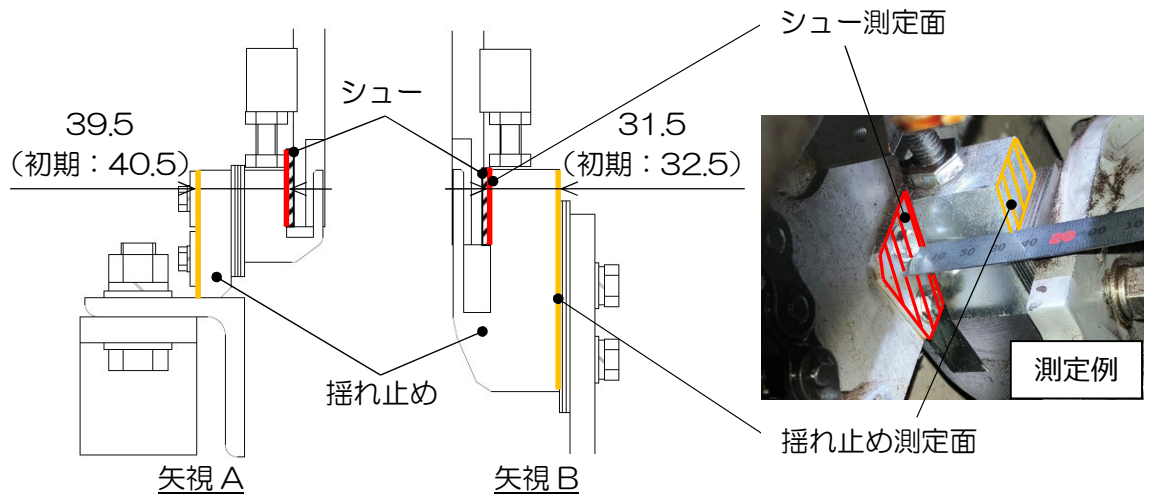 シュー測定面
シュー
39.5
（初期：40.5）
31.5
（初期：32.5）
揺れ止め
測定例
揺れ止め測定面
矢視 A
矢視 B